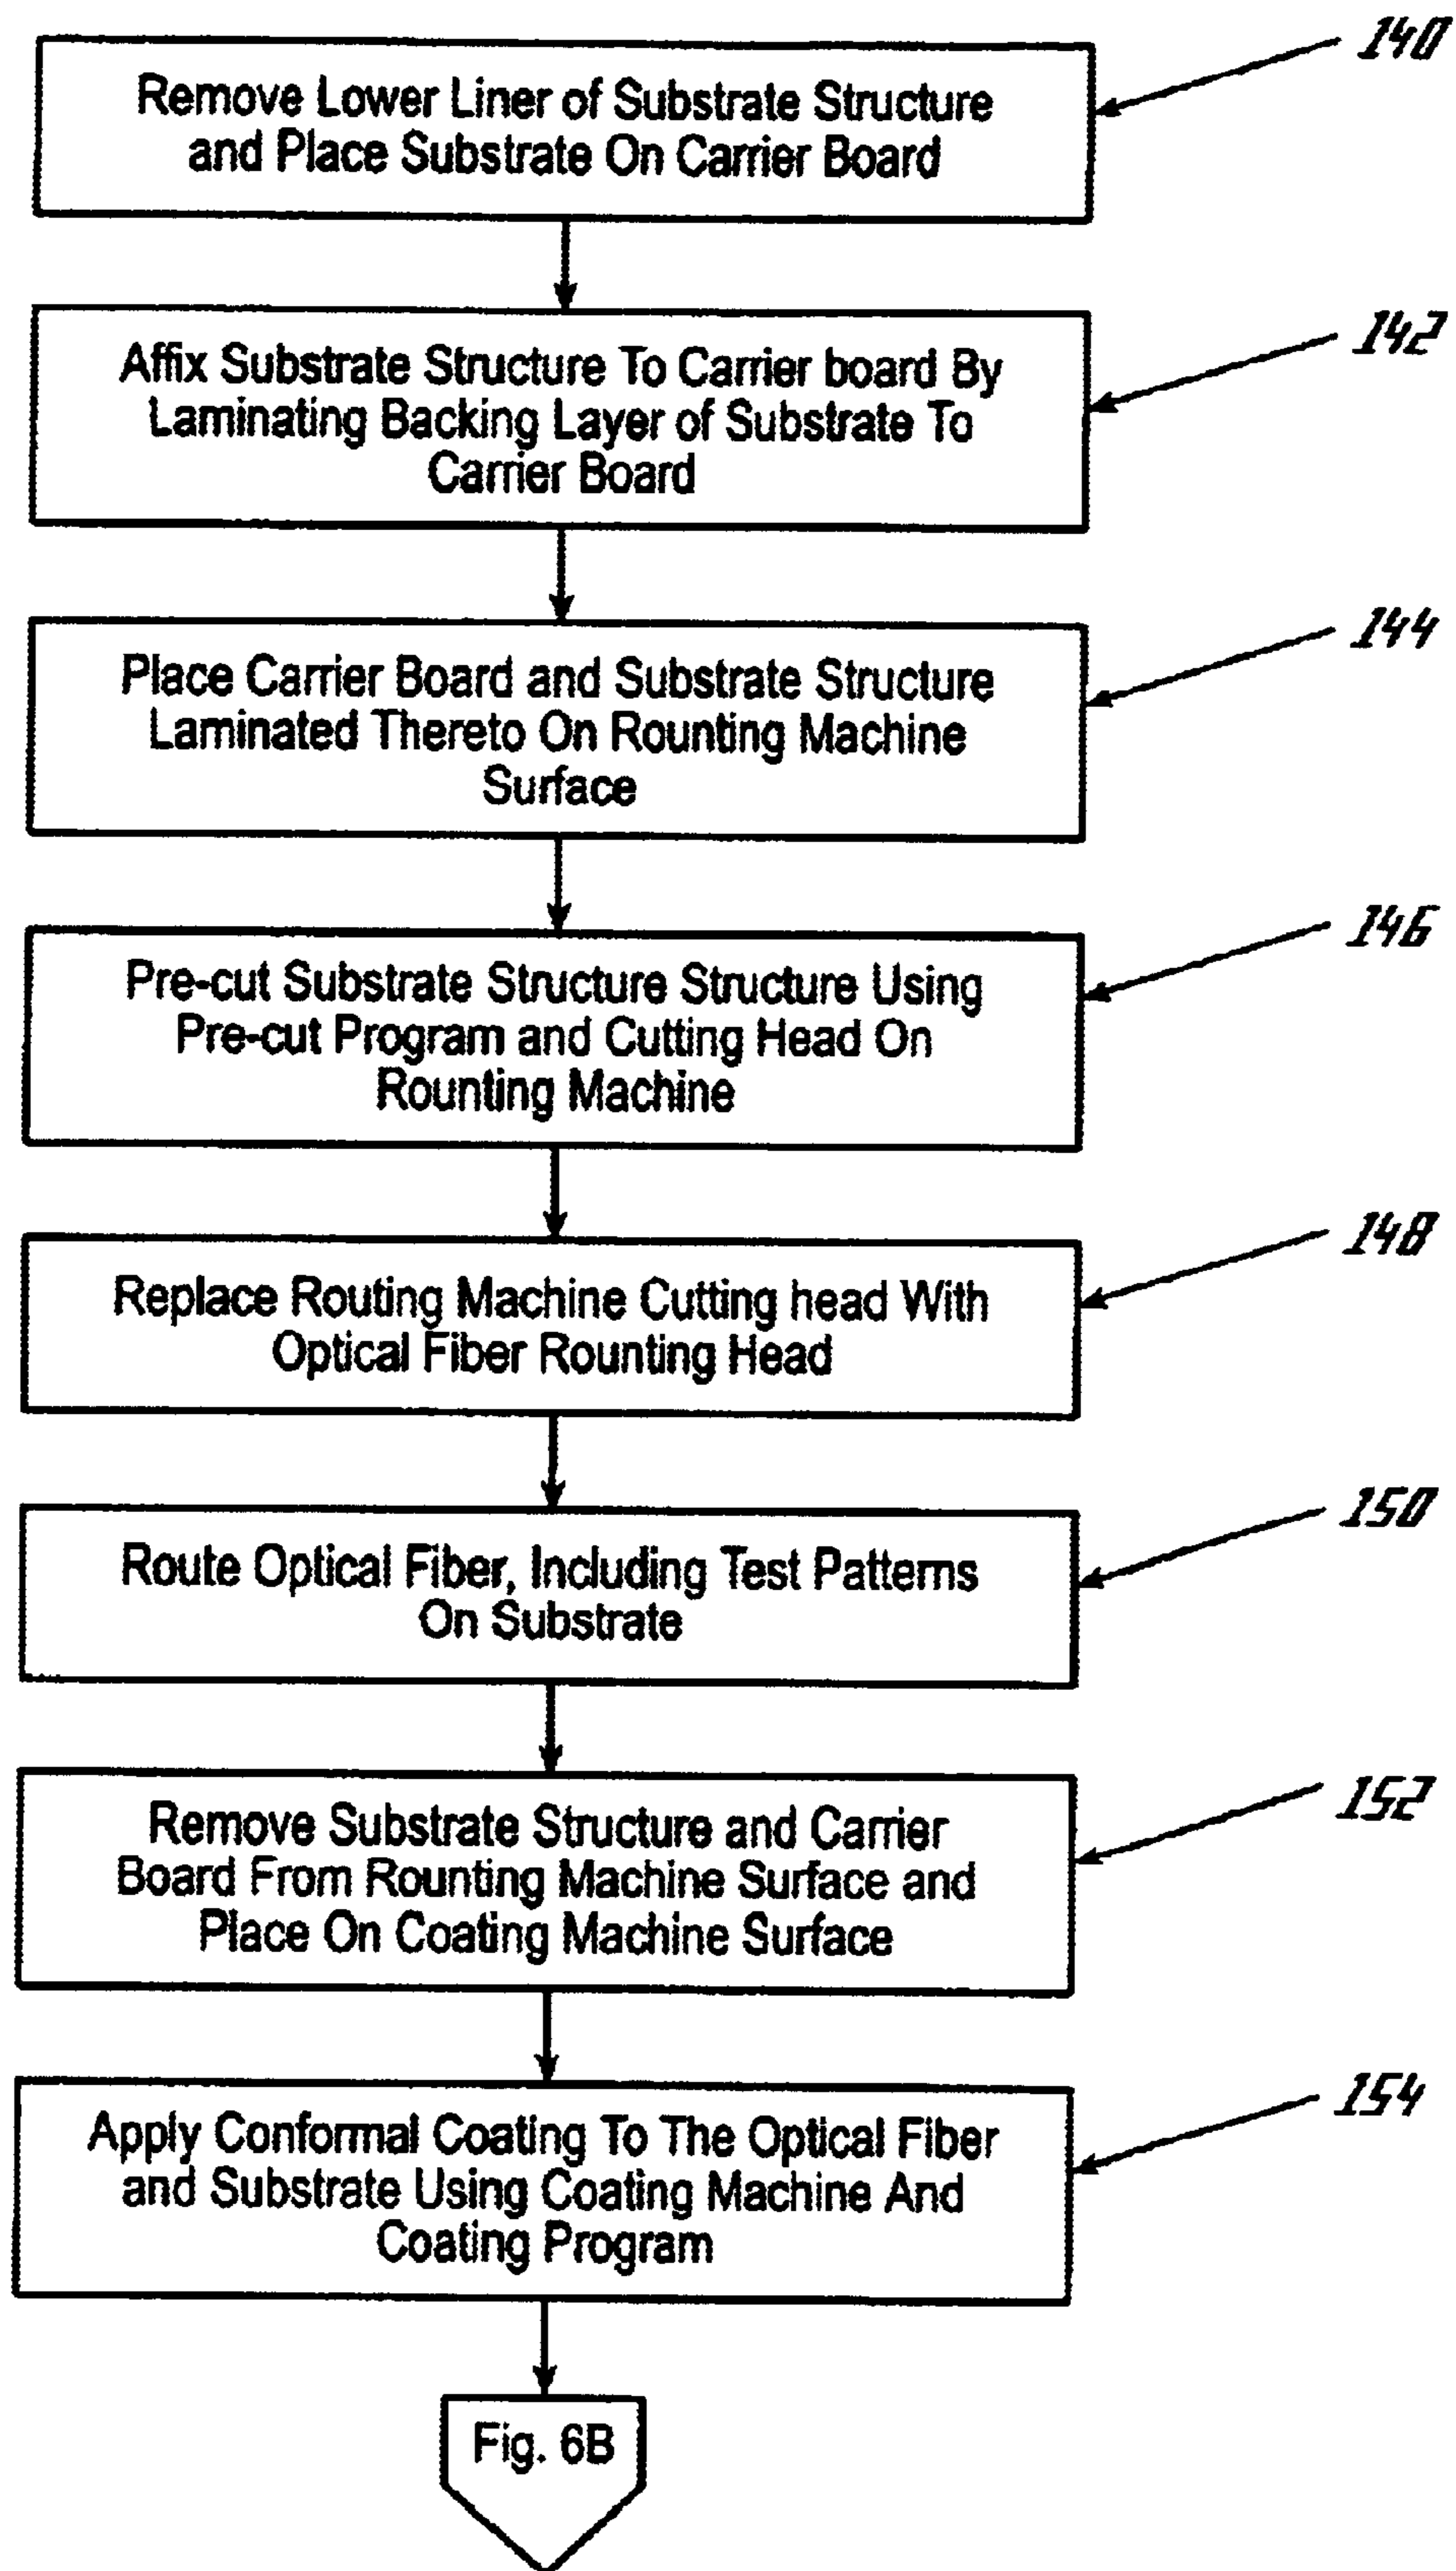 140
Remove Lower Liner of Substrate Structure
and Place Substrate On Carrier Board
142
Affix Substrate Structure To Carrier board By
Laminating Backing Layer of Substrate To
Carrier Board
144
Place Carrier Board and Substrate Structure
Laminated Thereto On Rounting Machine
Surface
146
Pre-cut Substrate Structure Structure Using
Pre-cut Program and Cutting Head On
Rounting Machine
148
Replace Routing Machine Cutting head With
Optical Fiber Rounting Head
150
Route Optical Fiber, Including Test Patterns
On Substrate
152
Remove Substrate Structure and Carrier
Board From Rounting Machine Surface and
Place On Coating Machine Surface
154
Apply Conformal Coating To The Optical Fiber
and Substrate Using Coating Machine And
Coating Program
Fig. 6B